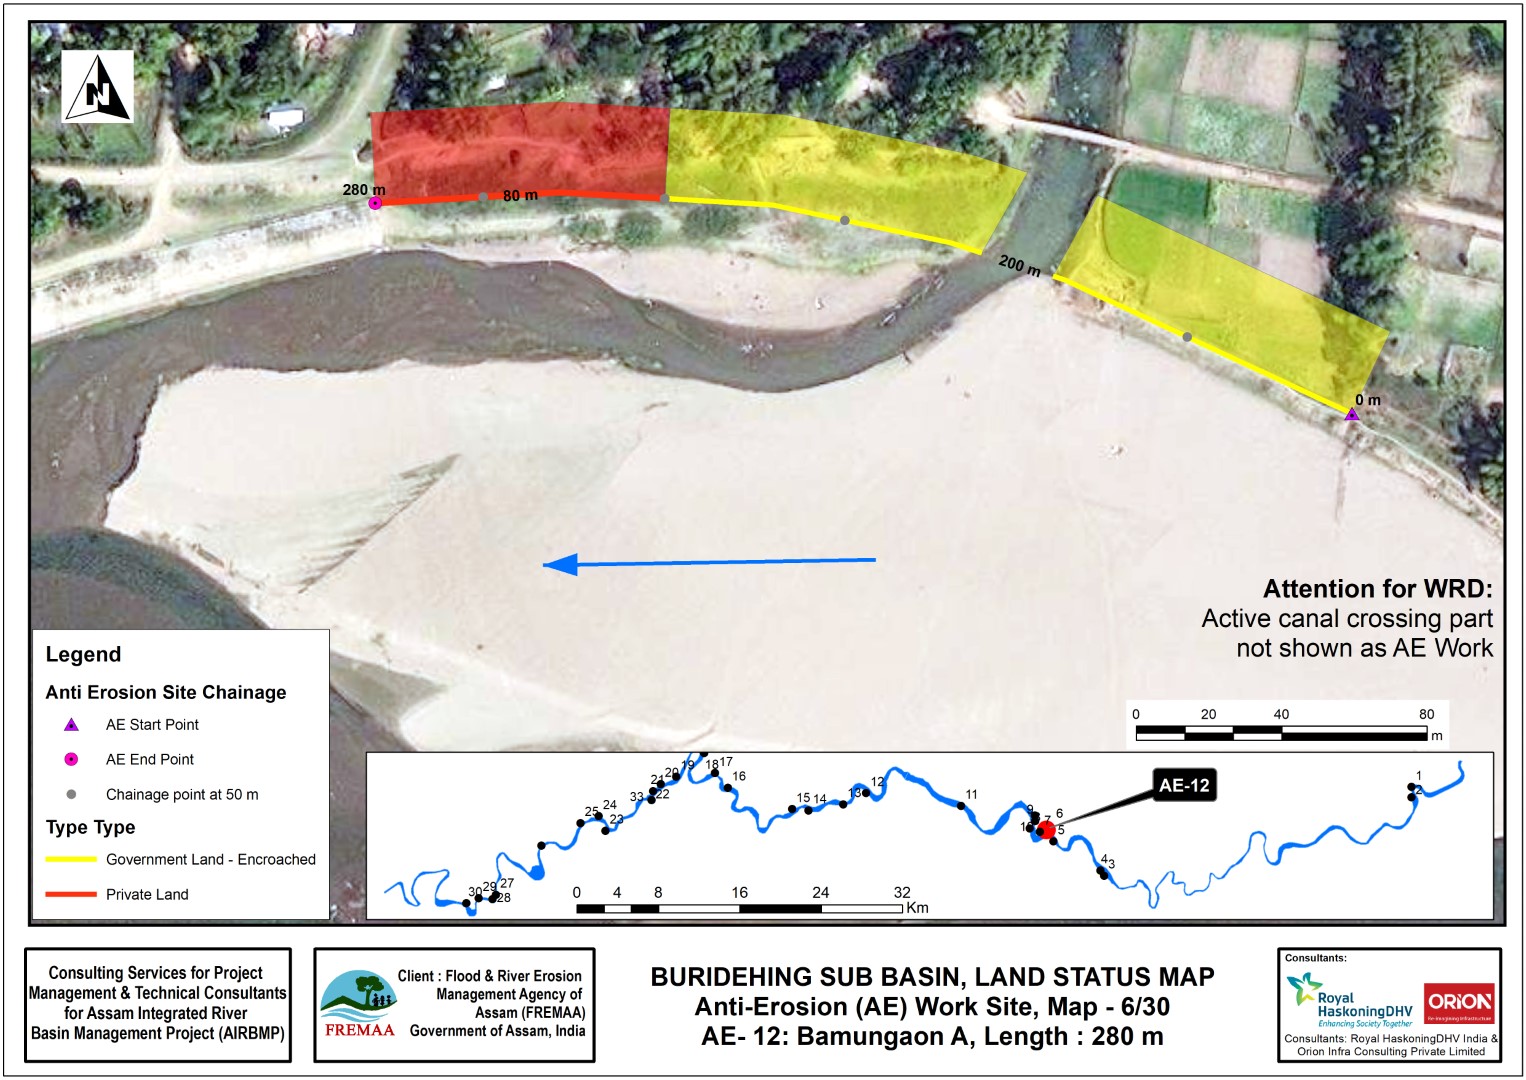 N
280 m
80 m
200 m
0 m
Attention for WRD:
Active canal crossing part
not shown as AE Work
0 20 40 80
m
Legend
Anti Erosion Site Chainage
AE Start Point
AE End Point
Chainage point at 50 m
Type Type
Government Land - Encroached
Private Land
AE-12
1
2
3
4
5
6
7
9
11
12
13
14
15
16
17
18
19
20
21
22
33
23
24
25
27
28
29
30
0 4 8 16 24 32
Km
Consulting Services for Project
Management & Technical Consultants
for Assam Integrated River
Basin Management Project (AIRBMP)
FREMAA
Client : Flood & River Erosion
Management Agency of
Assam (FREMAA)
Government of Assam, India
BURIDEHING SUB BASIN, LAND STATUS MAP
Anti-Erosion (AE) Work Site, Map - 6/30
AE- 12: Bamungaon A, Length : 280 m
Consultants:
Royal
HaskoningDHV
Enhancing Society Together
ORION
Re-imagining Infrastructure
Consultants: Royal HaskoningDHV India &
Orion Infra Consulting Private Limited